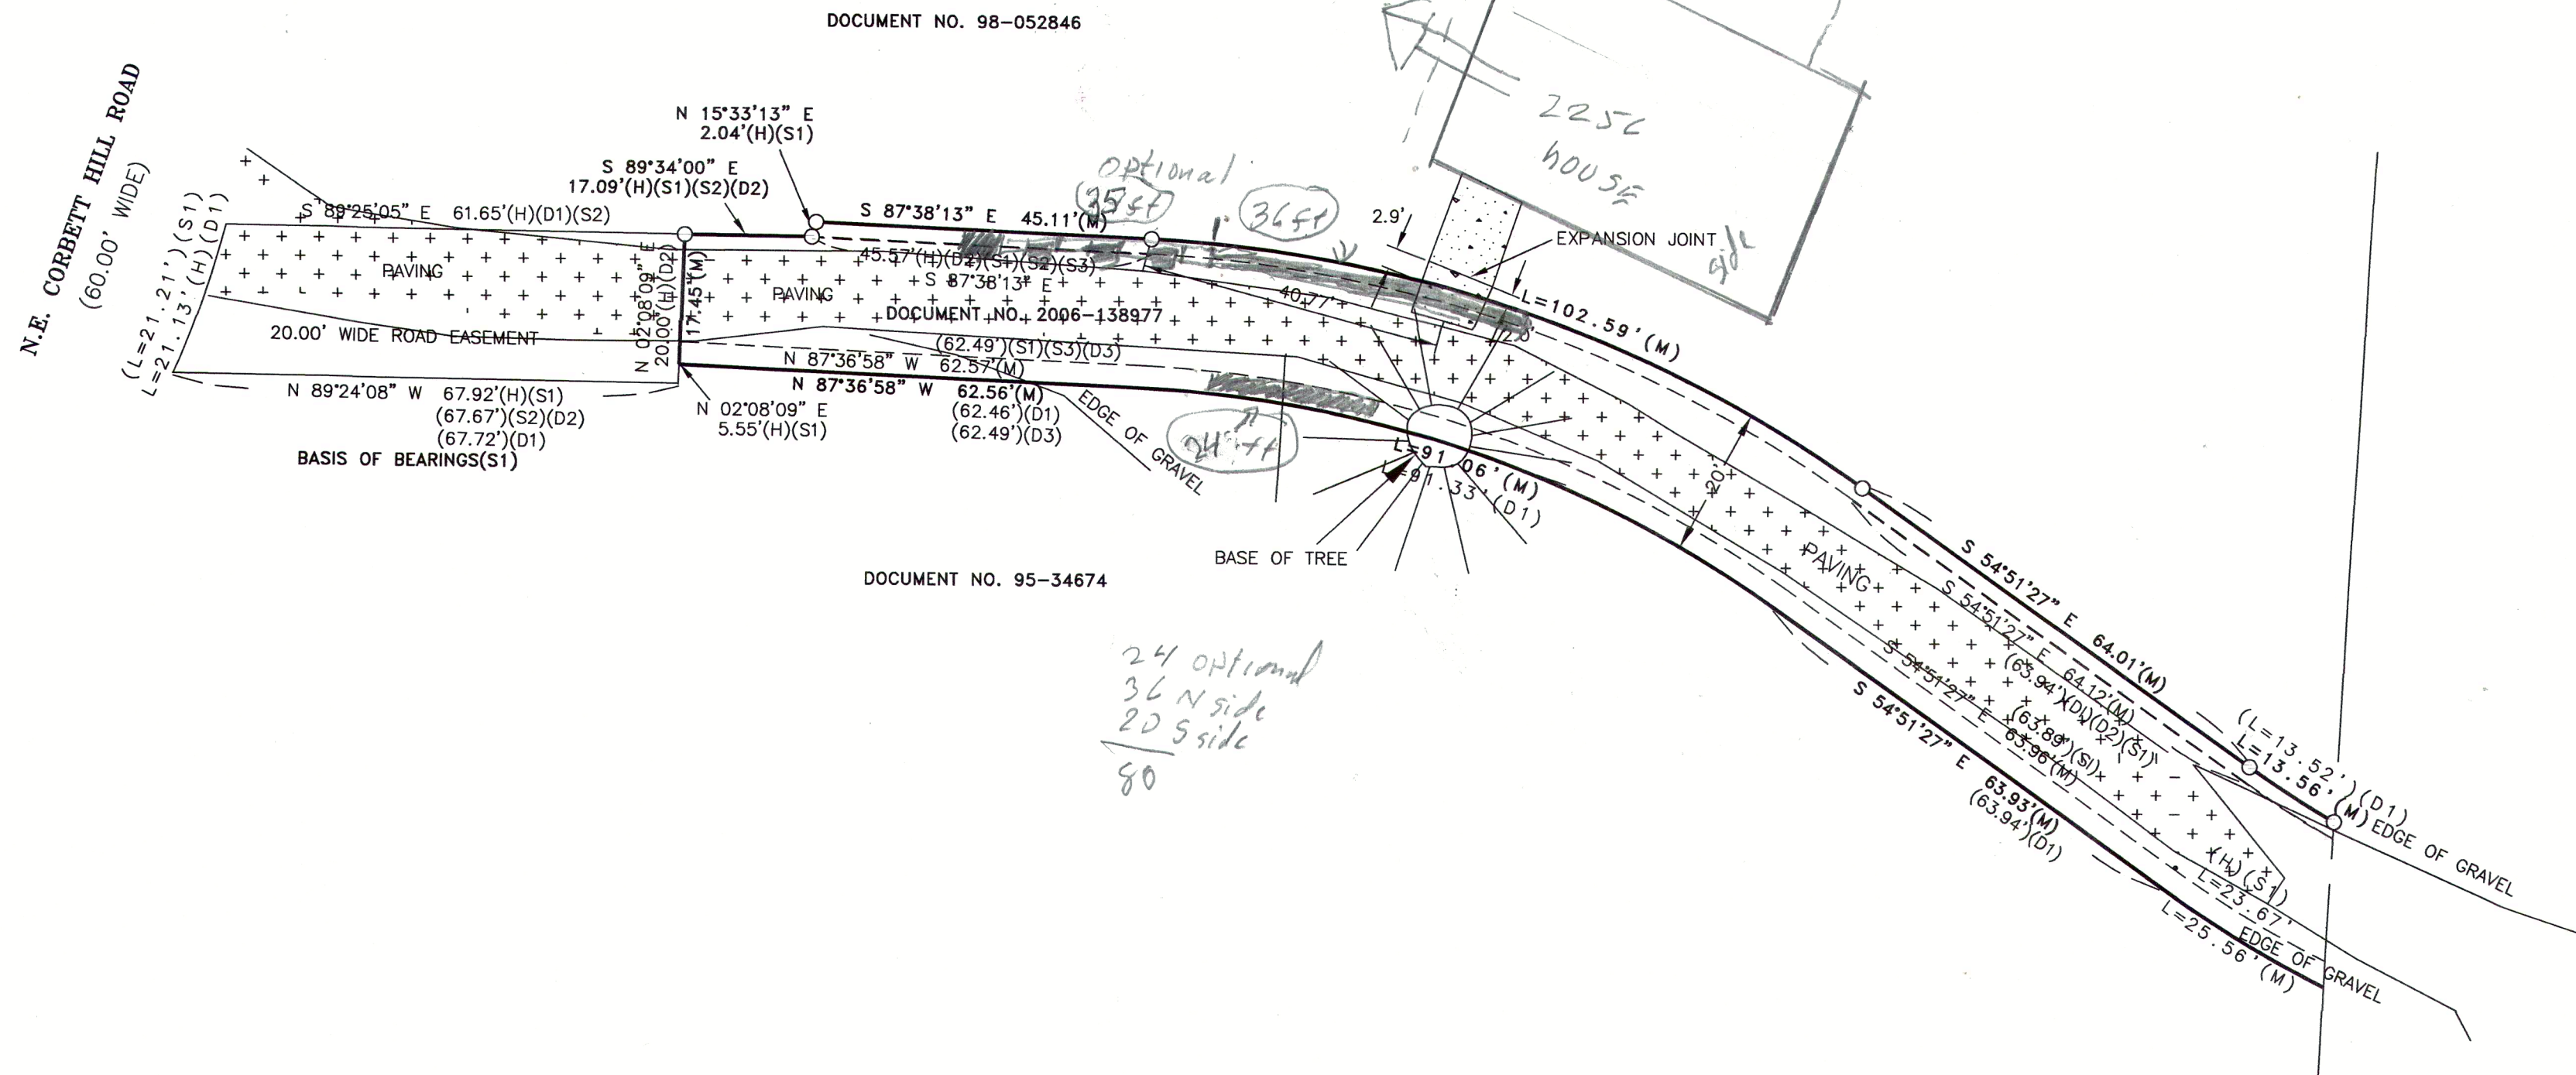 DOCUMENT NO. 98-052846
N.E. CORBETT HILL ROAD
(60.00' WIDE)
(L=21.21')(S1)
L=21.13'(H)(D1)
S 89°25'05" E 61.65'(H)(D1)(S2)
PAVING
20.00' WIDE ROAD EASEMENT
N 89°24'08" W 67.92'(H)(S1)
(67.67')(S2)(D2)
(67.72')(D1)
BASIS OF BEARINGS(S1)
N 15°33'13" E
2.04'(H)(S1)
S 89°34'00" E
17.09'(H)(S1)(S2)(D2)
N 02°08'09" E
20.00'(H)(D2)
17.45'(M)
N 02°08'09" E
5.55'(H)(S1)
optional
35 ft
S 87°38'13" E 45.11'(M)
36 ft
45.57'(H)(D2)(S1)(S2)(S3)
S 87°38'13" E
PAVING
DOCUMENT NO. 2006-138977
(62.49')(S1)(S3)(D3)
N 87°36'58" W 62.57'(M)
N 87°36'58" W 62.56'(M)
(62.46')(D1)
(62.49')(D3)
EDGE OF GRAVEL
24 ft
40.77'
2.9'
EXPANSION JOINT
house
side
L=102.59'(M)
L=91.06'(M)
L=91.33'(D1)
BASE OF TREE
20'
DOCUMENT NO. 95-34674
24 optional
36 N side
20 S side
80
PAVING
S 54°51'27" E 64.01'(M)
S 54°51'27" E 64.12'(M)
(63.94')(D1)(D2)(S1)
(63.89')(S1)
S 54°51'27" E 63.96'(M)
S 54°51'27" E 63.93'(M)
(63.94')(D1)
(L=13.52')(D1)
L=13.56'(M)
EDGE OF GRAVEL
(H)(S1)
L=23.67'
EDGE OF GRAVEL
L=25.56'(M)